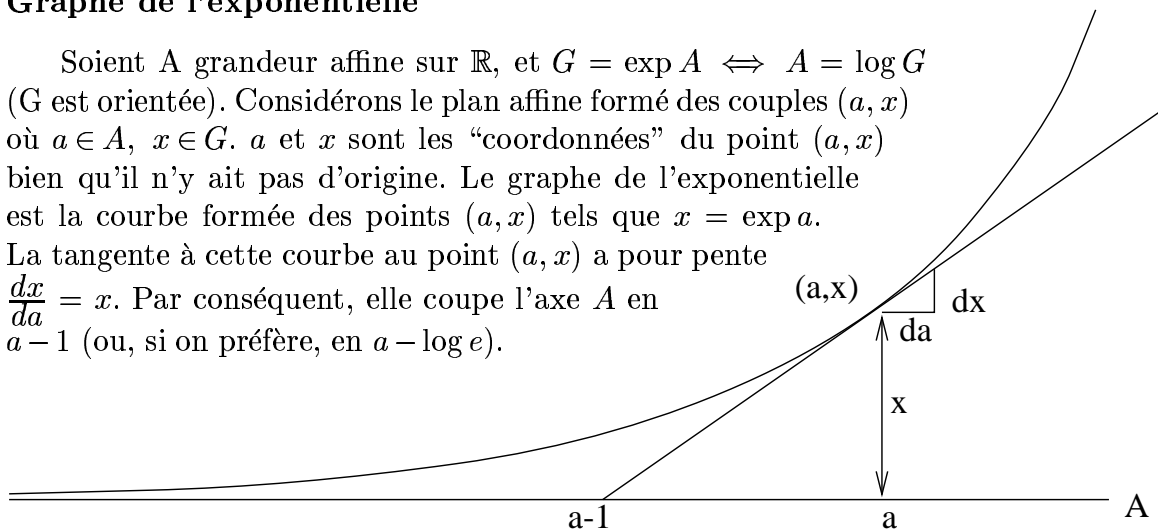 Graphe de l'exponentielle
Soient A grandeur affine sur ℝ, et G = exp A ⟺ A = log G
(G est orientée). Considérons le plan affine formé des couples (a, x)
où a ∈ A, x ∈ G. a et x sont les “coordonnées” du point (a, x)
bien qu'il n'y ait pas d'origine. Le graphe de l'exponentielle
est la courbe formée des points (a, x) tels que x = exp a.
La tangente à cette courbe au point (a, x) a pour pente
dx/da = x. Par conséquent, elle coupe l'axe A en
a − 1 (ou, si on préfère, en a − log e).
(a,x)
dx
da
x
a-1
a
A